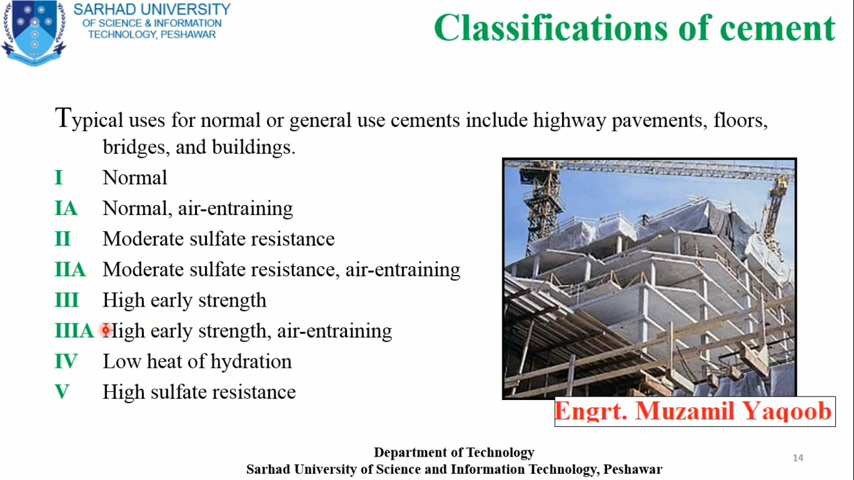 SARHAD UNIVERSITY
OF SCIENCE & INFORMATION
TECHNOLOGY, PESHAWAR
Classifications of cement
Typical uses for normal or general use cements include highway pavements, floors,
bridges, and buildings.
I Normal
IA Normal, air-entraining
II Moderate sulfate resistance
IIA Moderate sulfate resistance, air-entraining
III High early strength
IIIA High early strength, air-entraining
IV Low heat of hydration
V High sulfate resistance
Engrt. Muzamil Yaqoob
Department of Technology
Sarhad University of Science and Information Technology, Peshawar
14